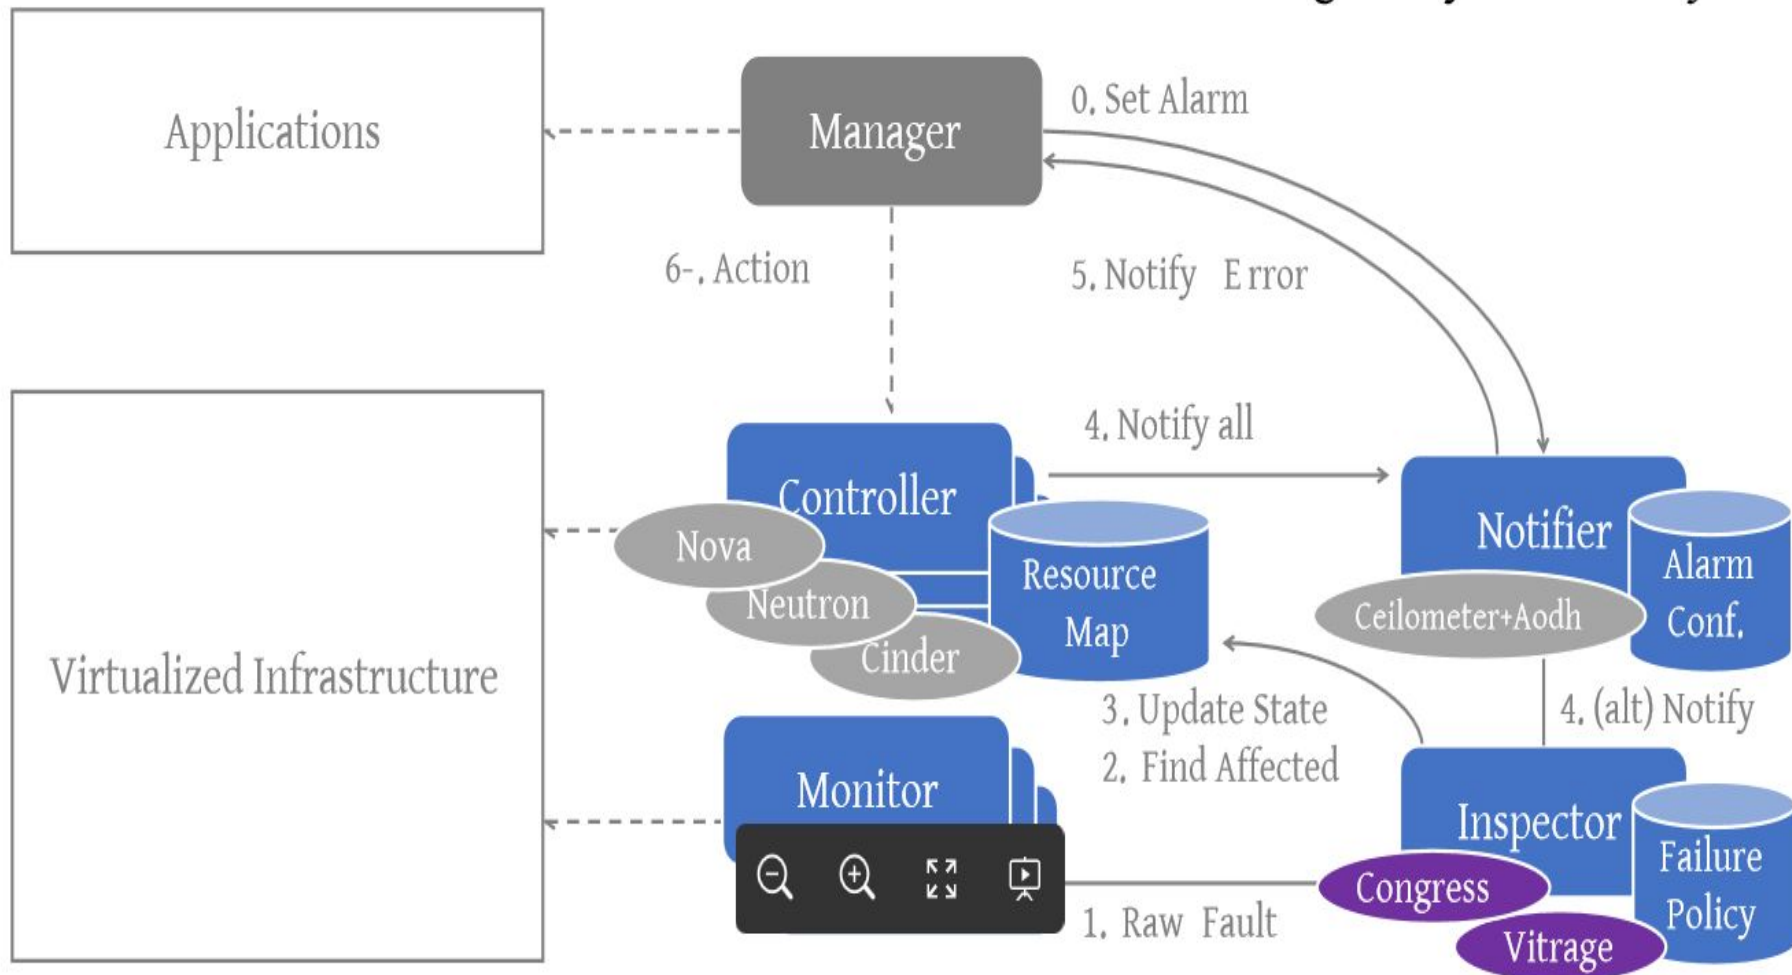 Applications
Manager
0. Set Alarm
6-. Action
5. Notify Error
4. Notify all
Controller
Nova
Neutron
Cinder
Resource
Map
Notifier
Ceilometer+Aodh
Alarm
Conf.
Virtualized Infrastructure
3. Update State
2. Find Affected
4. (alt) Notify
Monitor
Inspector
Congress
Vitrage
Failure
Policy
1. Raw Fault